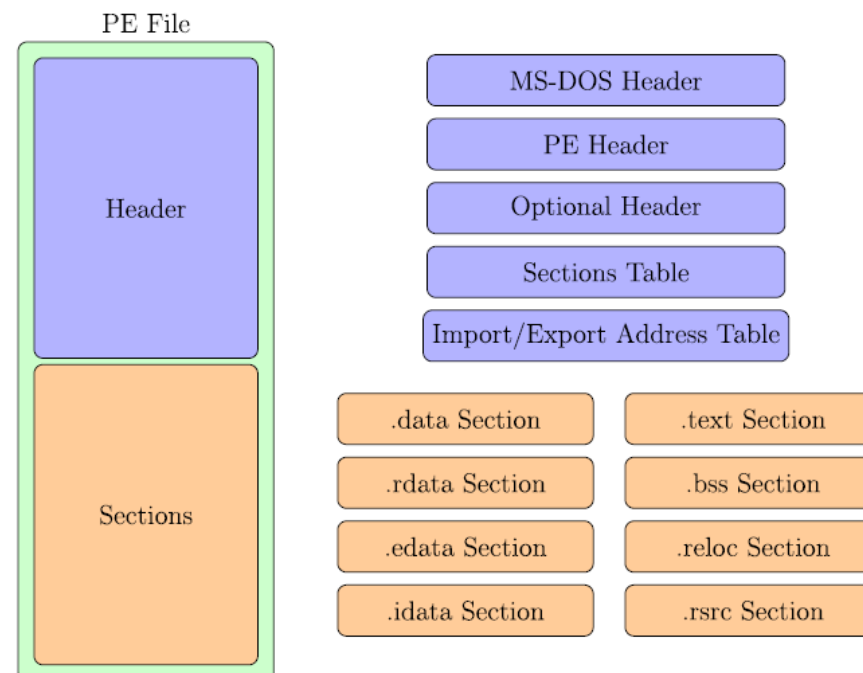 PE File
Header
Sections
MS-DOS Header
PE Header
Optional Header
Sections Table
Import/Export Address Table
.data Section
.text Section
.rdata Section
.bss Section
.edata Section
.reloc Section
.idata Section
.rsrc Section